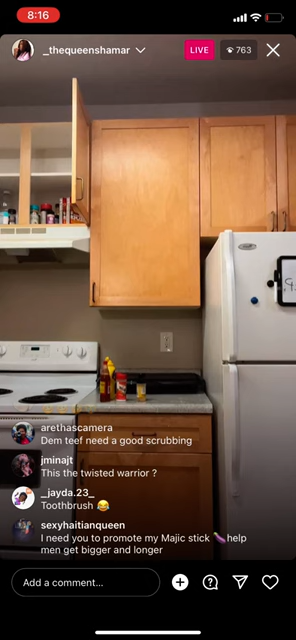 8:16
_thequeenshamar
LIVE
763
arethascamera
Dem teef need a good scrubbing
jminajt
This the twisted warrior ?
_jayda.23_
Toothbrush 😂
sexyhaitianqueen
I need you to promote my Majic stick 🍆 help
men get bigger and longer
Add a comment...